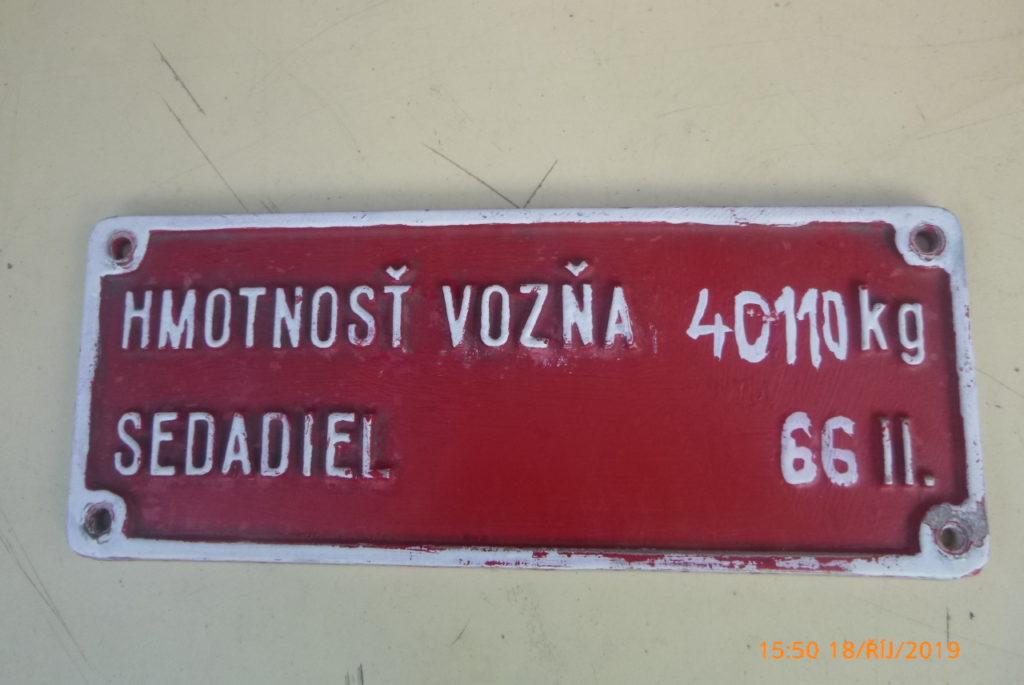 HMOTNOSŤ VOZŇA 40110 kg
SEDADIEL 66 II.
15:50 18/ŘÍJ/2019